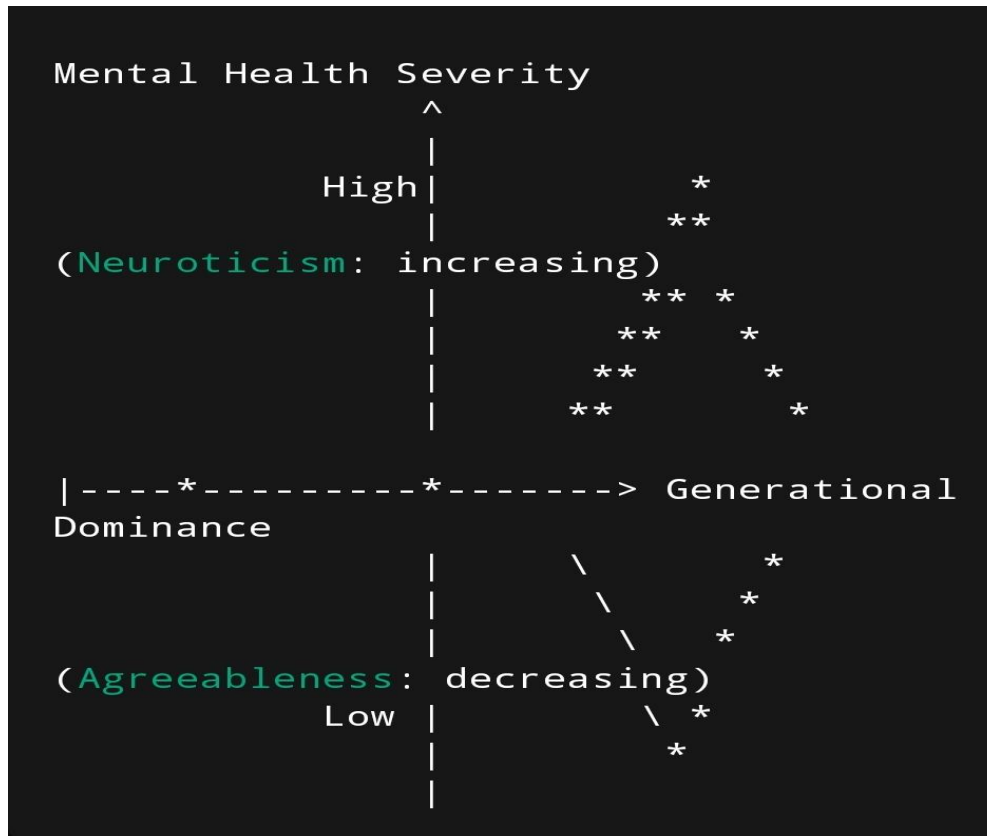 Mental Health Severity
^
|
High| *
| **
(Neuroticism: increasing)
| ** *
| ** *
| ** *
| ** *
|----*----------*-------> Generational
Dominance
| \ *
| \ *
| \ *
(Agreeableness: decreasing)
Low | \ *
| *
|